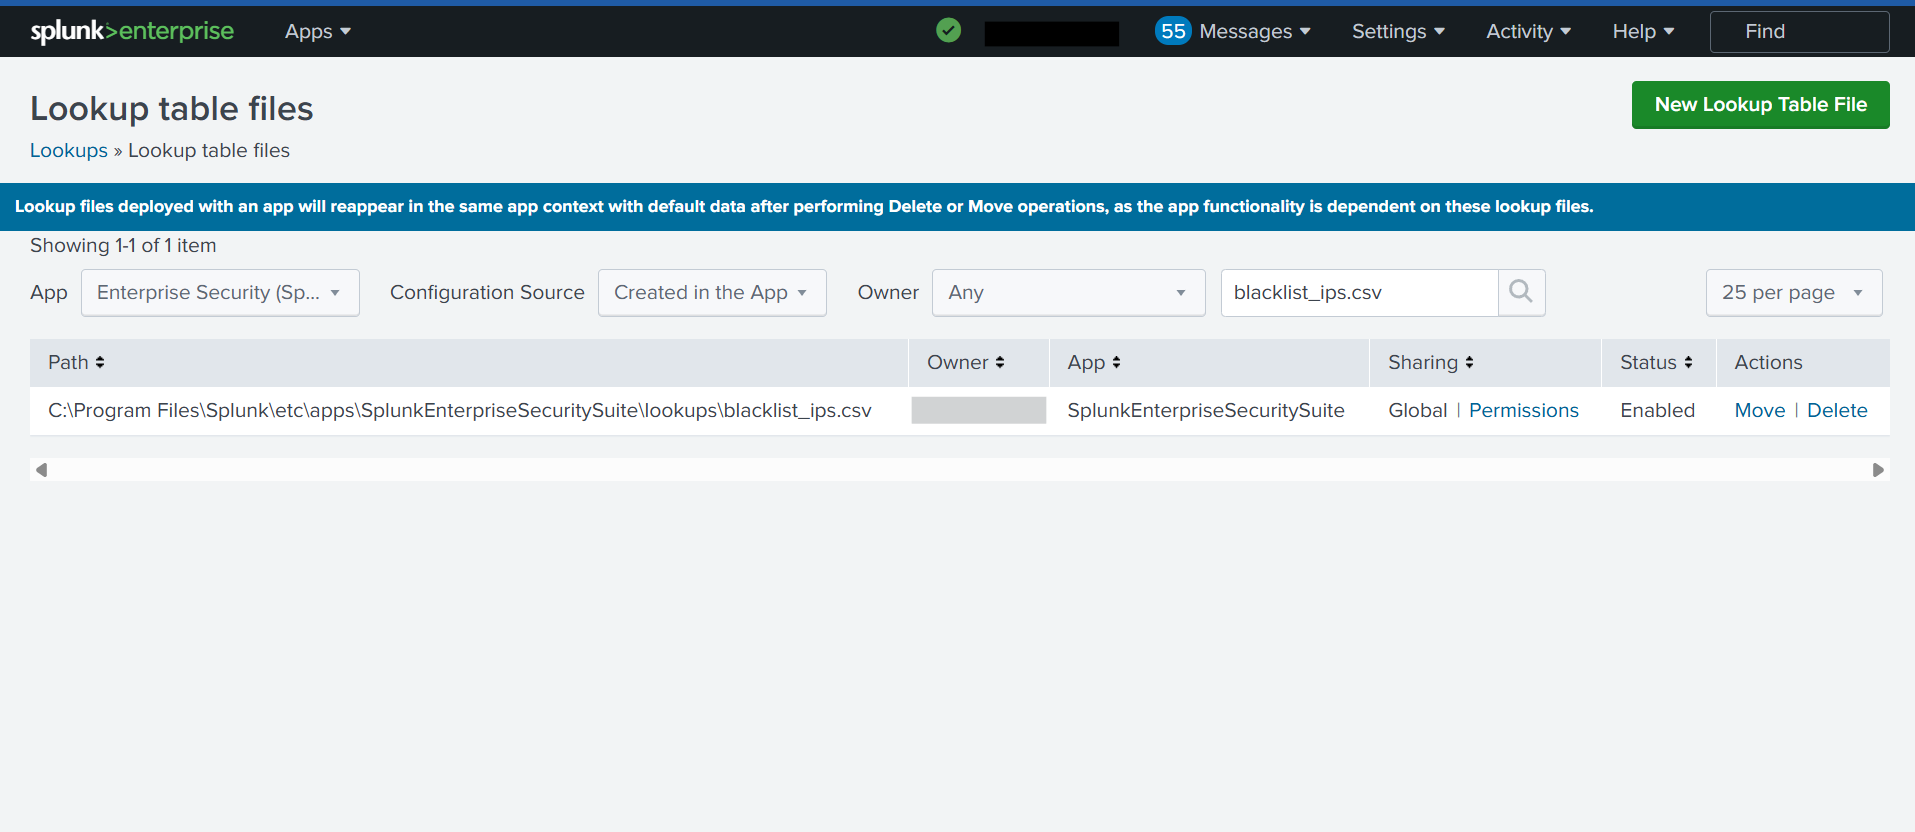 splunk>enterprise Apps 55 Messages Settings Activity Help Find
Lookup table files
New Lookup Table File
Lookups » Lookup table files
Lookup files deployed with an app will reappear in the same app context with default data after performing Delete or Move operations, as the app functionality is dependent on these lookup files.
Showing 1-1 of 1 item
App Enterprise Security (Sp... Configuration Source Created in the App Owner Any blacklist_ips.csv 25 per page
Path Owner App Sharing Status Actions
C:\Program Files\Splunk\etc\apps\SplunkEnterpriseSecuritySuite\lookups\blacklist_ips.csv SplunkEnterpriseSecuritySuite Global | Permissions Enabled Move | Delete